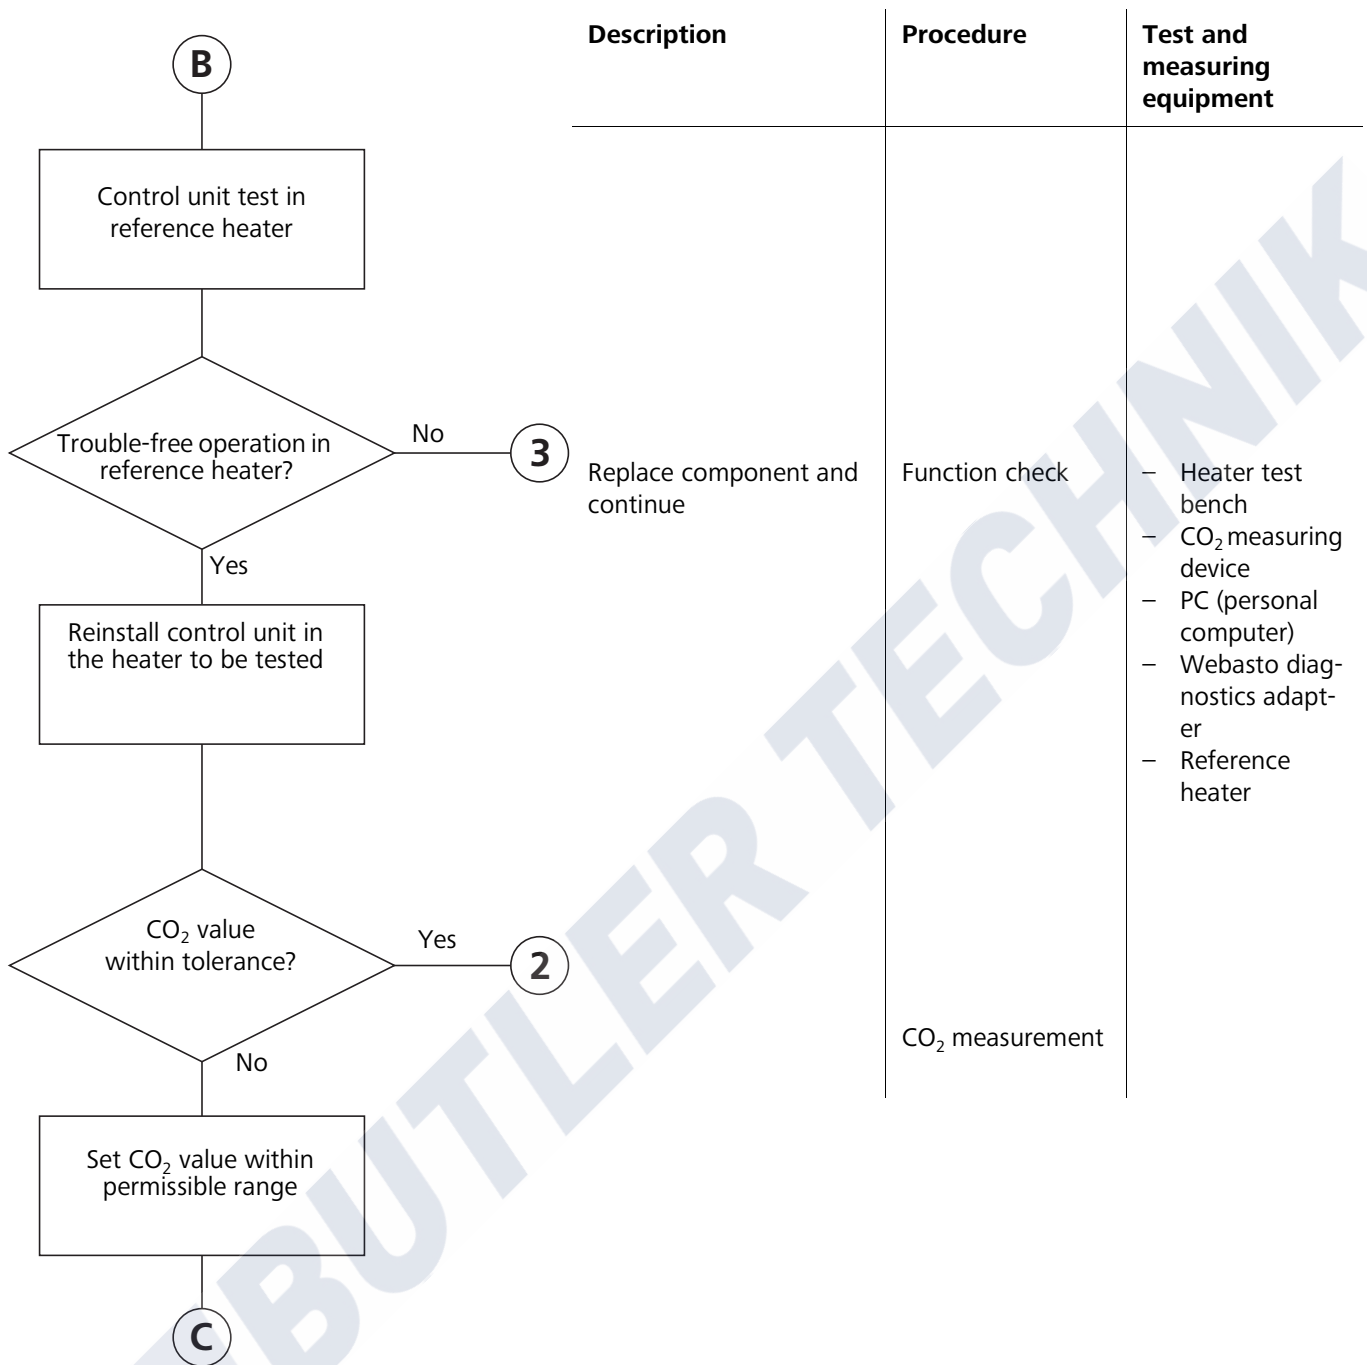 B
Control unit test in
reference heater
Trouble-free operation in
reference heater?
No
3
Yes
Reinstall control unit in
the heater to be tested
CO₂ value
within tolerance?
Yes
2
No
Set CO₂ value within
permissible range
C
Description
Procedure
Test and
measuring
equipment
Replace component and
continue
Function check
– Heater test
bench
– CO₂ measuring
device
– PC (personal
computer)
– Webasto diag-
nostics adapt-
er
– Reference
heater
CO₂ measurement
BUTLER TECHNIK